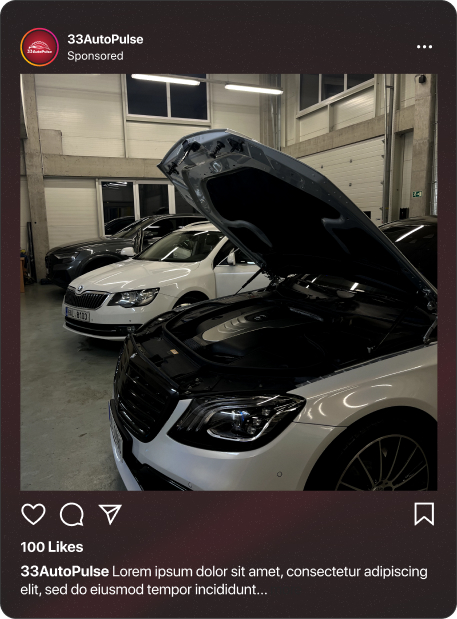 33AutoPulse
Sponsored
100 Likes
33AutoPulse Lorem ipsum dolor sit amet, consectetur adipiscing
elit, sed do eiusmod tempor incididunt...